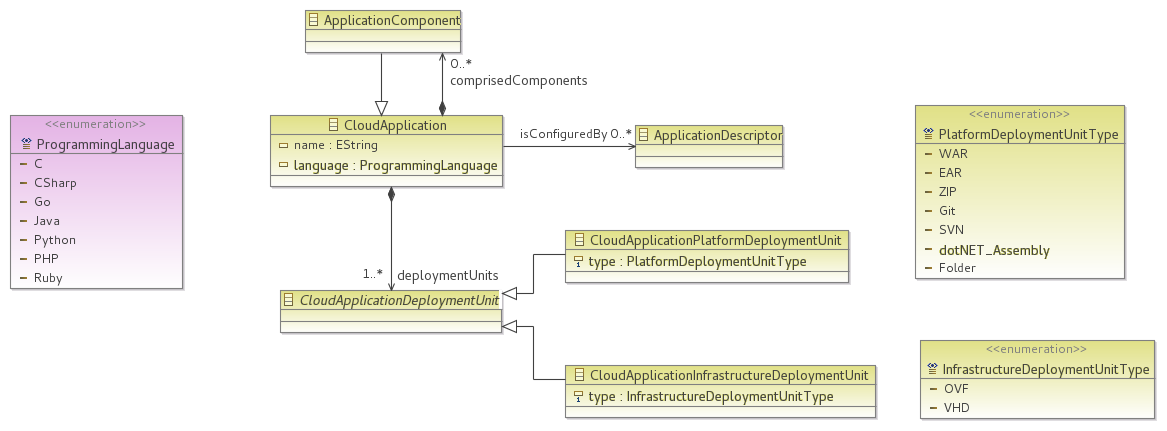 ApplicationComponent
0..*
comprisedComponents
<<enumeration>>
ProgrammingLanguage
C
CSharp
Go
Java
Python
PHP
Ruby
CloudApplication
name : EString
language : ProgrammingLanguage
isConfiguredBy 0..*
ApplicationDescriptor
<<enumeration>>
PlatformDeploymentUnitType
WAR
EAR
ZIP
Git
SVN
dotNET_Assembly
Folder
1..*
deploymentUnits
CloudApplicationDeploymentUnit
CloudApplicationPlatformDeploymentUnit
type : PlatformDeploymentUnitType
CloudApplicationInfrastructureDeploymentUnit
type : InfrastructureDeploymentUnitType
<<enumeration>>
InfrastructureDeploymentUnitType
OVF
VHD